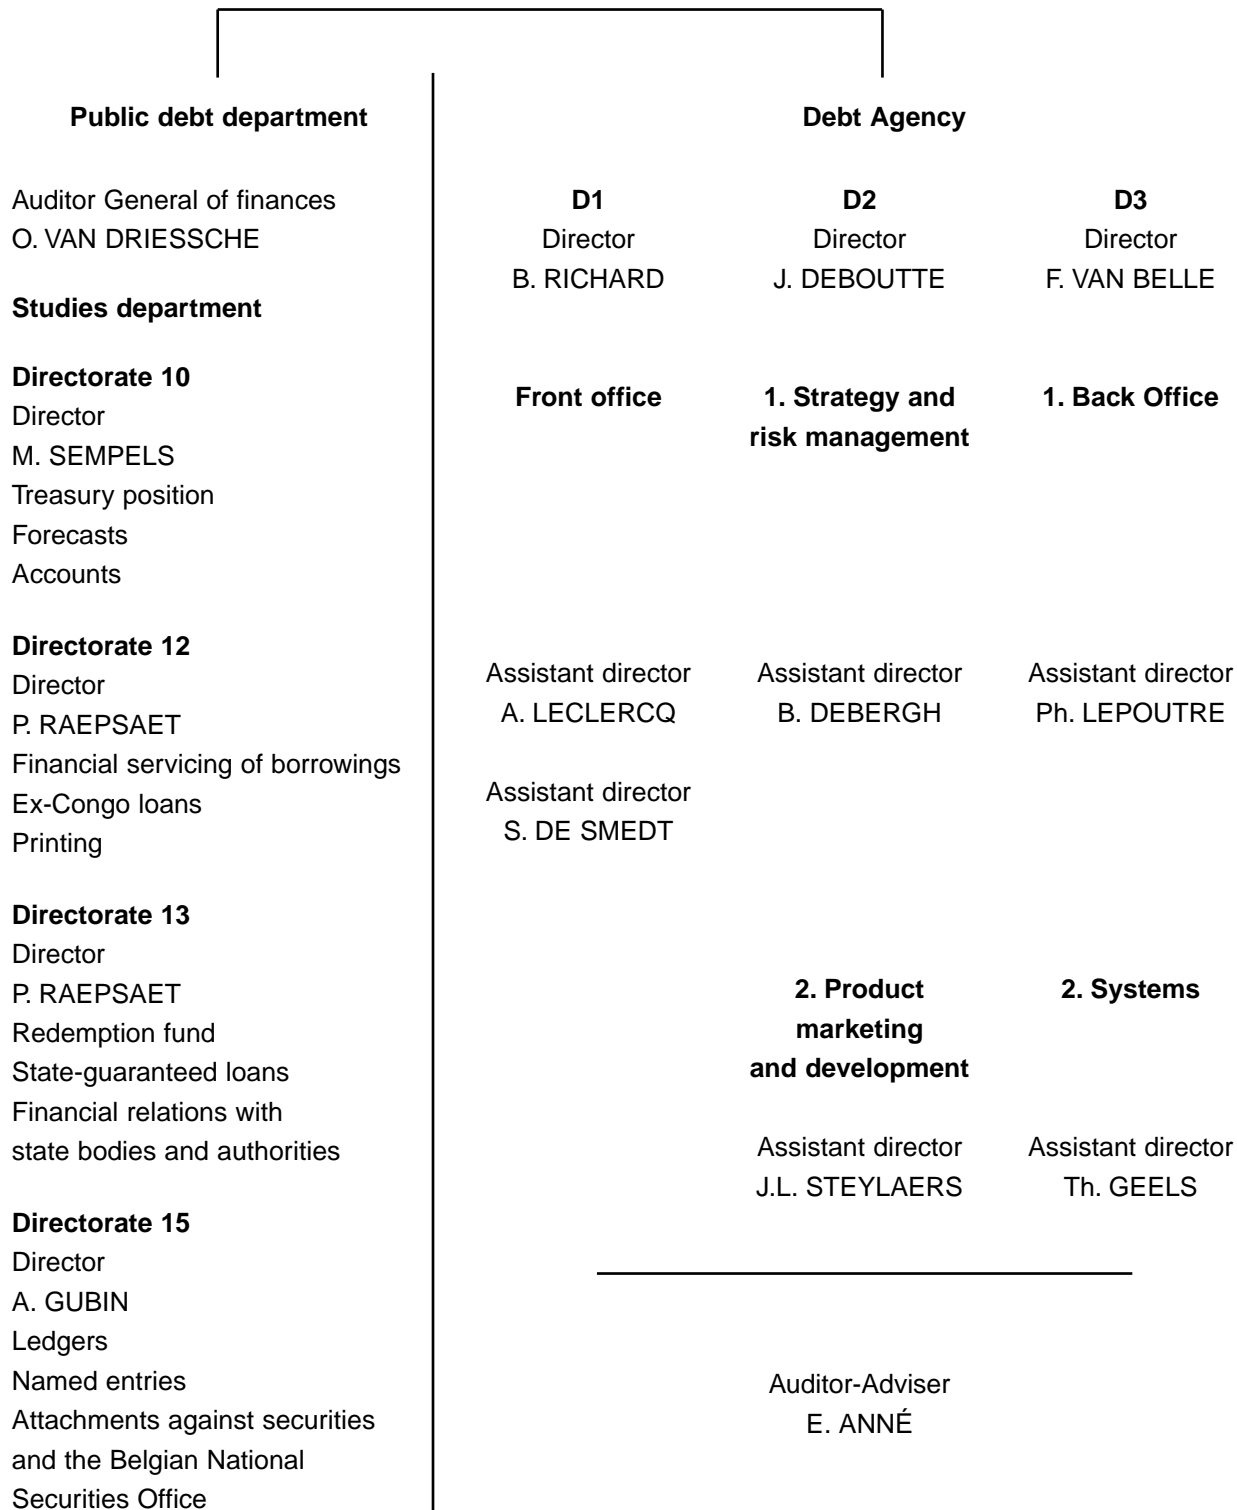 Public debt department
Auditor General of finances
O. VAN DRIESSCHE
Studies department
Directorate 10
Director
M. SEMPELS
Treasury position
Forecasts
Accounts
Directorate 12
Director
P. RAEPSAET
Financial servicing of borrowings
Ex-Congo loans
Printing
Directorate 13
Director
P. RAEPSAET
Redemption fund
State-guaranteed loans
Financial relations with
state bodies and authorities
Directorate 15
Director
A. GUBIN
Ledgers
Named entries
Attachments against securities
and the Belgian National
Securities Office
Debt Agency
D1
Director
B. RICHARD
Front office
Assistant director
A. LECLERCQ
Assistant director
S. DE SMEDT
D2
Director
J. DEBOUTTE
1. Strategy and
risk management
Assistant director
B. DEBERGH
2. Product
marketing
and development
Assistant director
J.L. STEYLAERS
D3
Director
F. VAN BELLE
1. Back Office
Assistant director
Ph. LEPOUTRE
2. Systems
Assistant director
Th. GEELS
Auditor-Adviser
E. ANNÉ